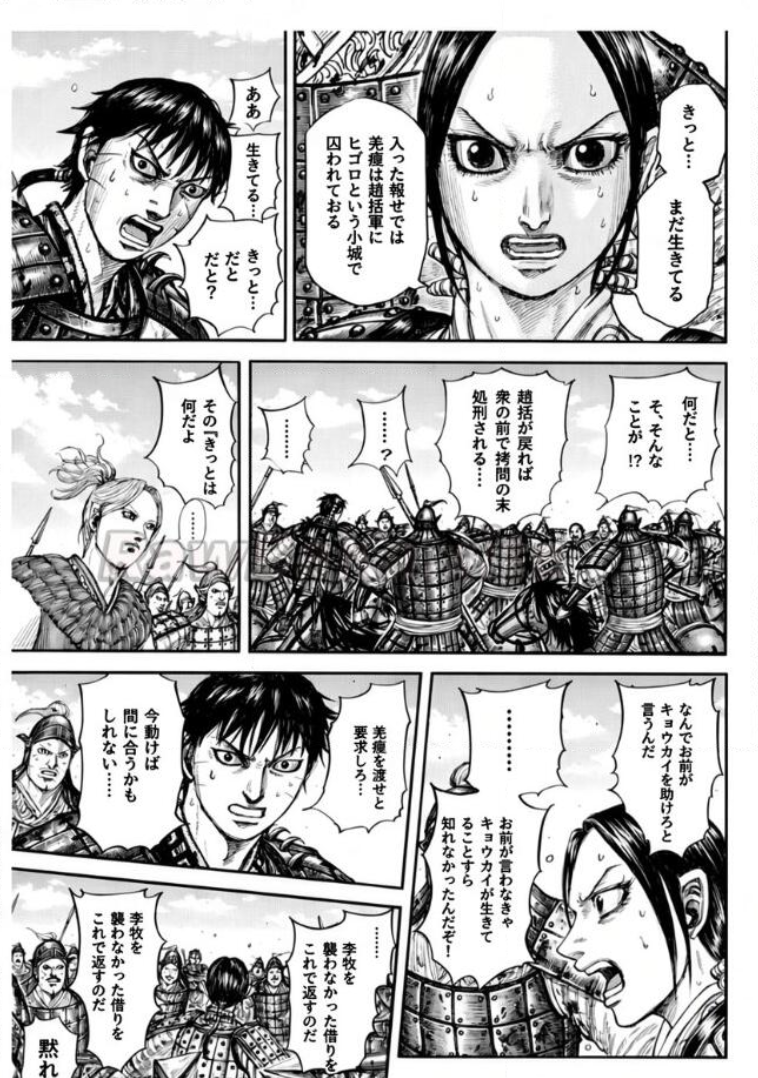 きっと…
まだ生きてる
入った報せでは
羌瘣は趙括軍に
ヒゴロという小城で
囚われておる
ああ
生きてる…
きっと…
だと
だと？
何だと…
そ、そんな
ことが !?
趙括が戻れば
衆の前で拷問の末
処刑される…
……？
………
その『きっとは
何だよ
……
なんでお前が
キョウカイを助けろと
言うんだ
………
お前が言わなきゃ
キョウカイが生きて
ることすら
知れなかったんだぞ！
羌瘣を渡せと
要求しろ…
今動けば
間に合うかも
しれない……
……
李牧を
襲わなかった借りを
これで返すのだ
李牧を
襲わなかった借りを
これで返すのだ
黙れ
Raw